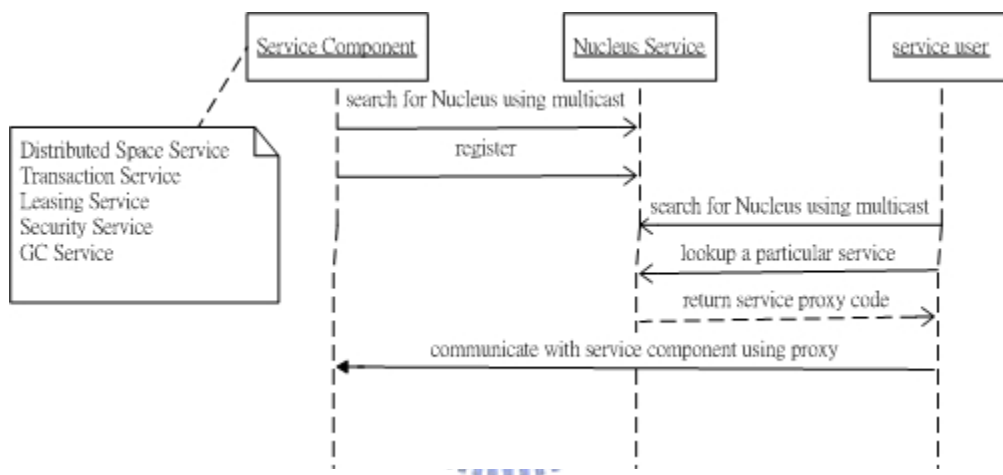 Service Component
Nucleus Service
service user
search for Nucleus using multicast
register
Distributed Space Service
Transaction Service
Leasing Service
Security Service
GC Service
search for Nucleus using multicast
lookup a particular service
return service proxy code
communicate with service component using proxy